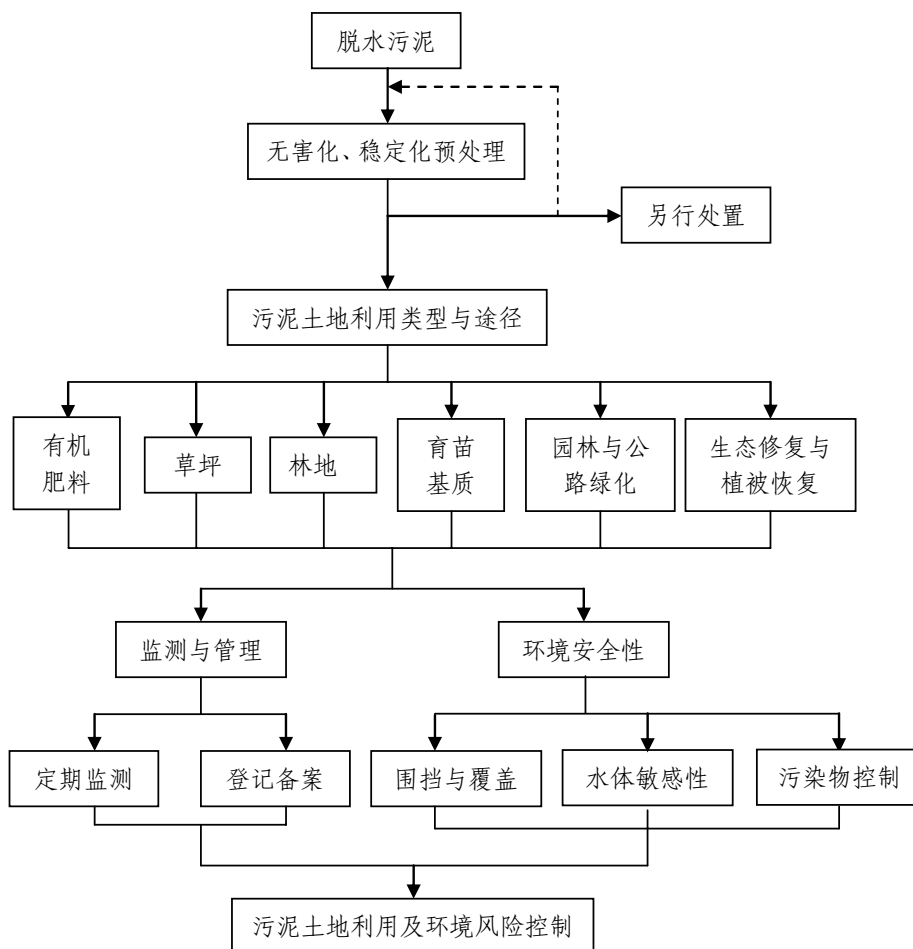 脱水污泥
无害化、稳定化预处理
另行处置
污泥土地利用类型与途径
有机
肥料
草坪
林地
育苗
基质
园林与公
路绿化
生态修复与
植被恢复
监测与管理
环境安全性
定期监测
登记备案
围挡与覆盖
水体敏感性
污染物控制
污泥土地利用及环境风险控制